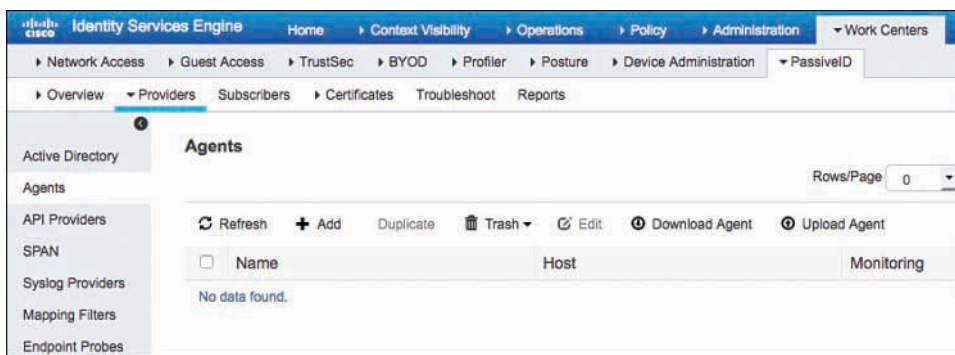 cisco Identity Services Engine Home Context Visibility Operations Policy Administration Work Centers
Network Access Guest Access TrustSec BYOD Profiler Posture Device Administration PassiveID
Overview Providers Subscribers Certificates Troubleshoot Reports
Active Directory
Agents
API Providers
SPAN
Syslog Providers
Mapping Filters
Endpoint Probes
Agents
Rows/Page 0
Refresh Add Duplicate Trash Edit Download Agent Upload Agent
Name Host Monitoring
No data found.